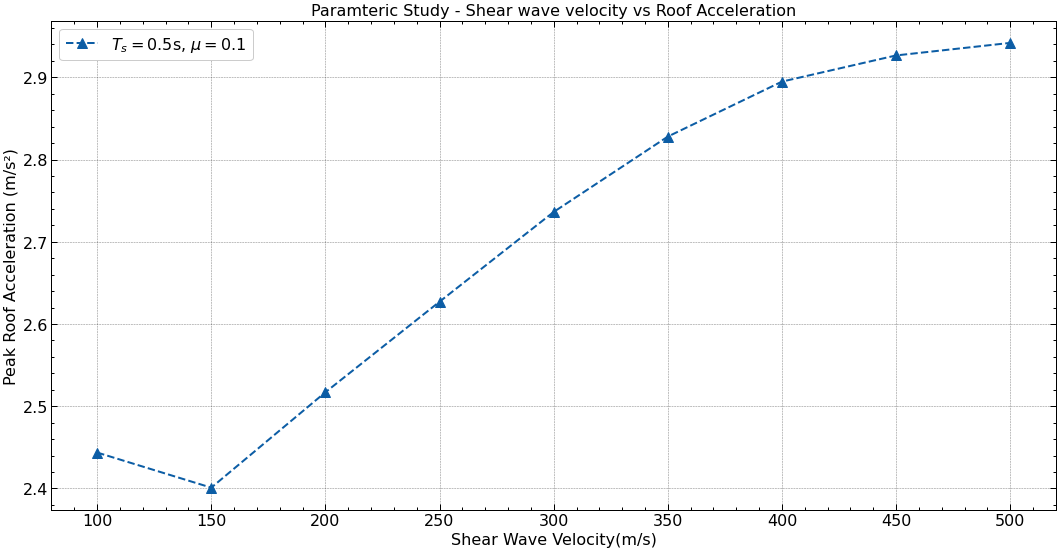 Paramteric Study - Shear wave velocity vs Roof Acceleration
T_s = 0.5s, μ = 0.1
Peak Roof Acceleration (m/s²)
2.9
2.8
2.7
2.6
2.5
2.4
100 150 200 250 300 350 400 450 500
Shear Wave Velocity(m/s)